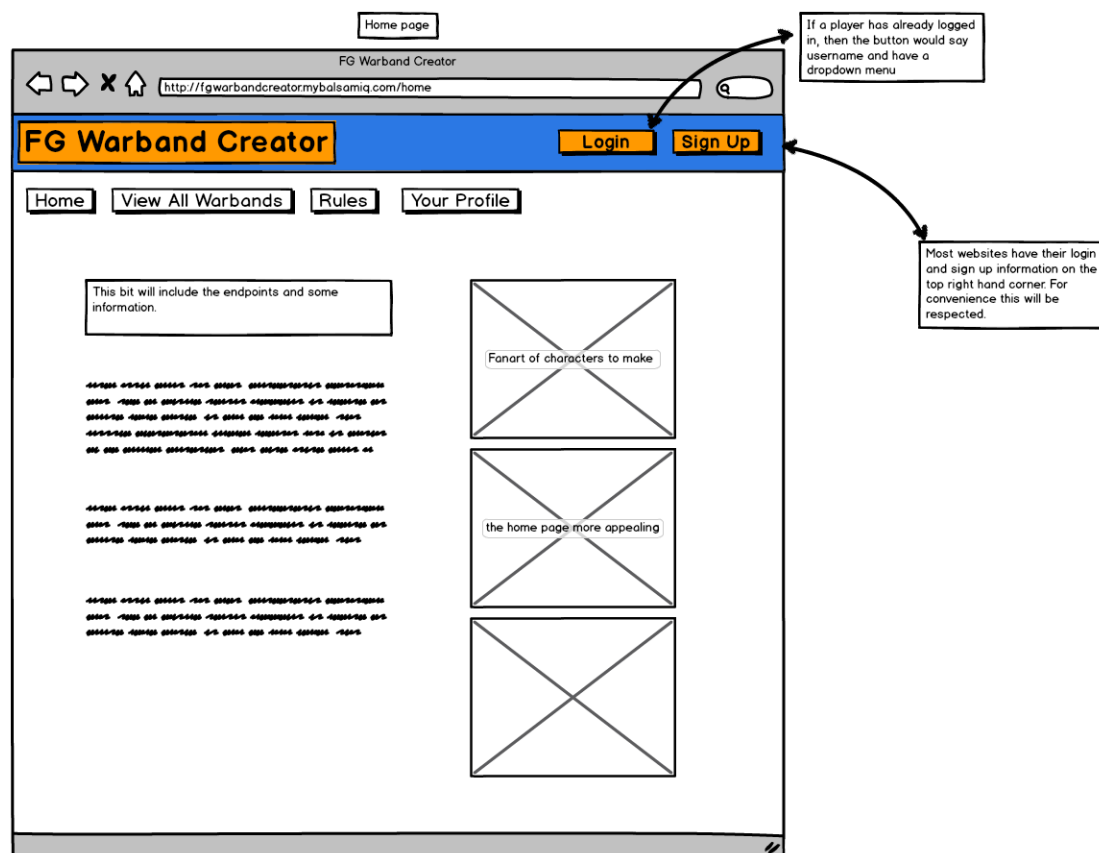 Home page
If a player has already logged
in, then the button would say
username and have a
dropdown menu
FG Warband Creator
http://fgwarbandcreator.mybalsamiq.com/home
FG Warband Creator
Login
Sign Up
Home
View All Warbands
Rules
Your Profile
Most websites have their login
and sign up information on the
top right hand corner. For
convenience this will be
respected.
This bit will include the endpoints and some
information.
Fanart of characters to make
the home page more appealing